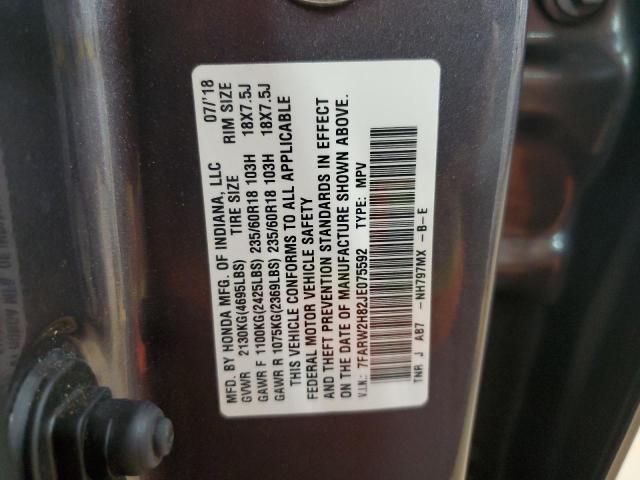 MFD. BY HONDA MFG. OF INDIANA, LLC 07/'18
GVWR 2130KG(4695LBS) TIRE SIZE RIM SIZE
GAWR F 1100KG(2425LBS) 235/60R18 103H 18X7.5J
GAWR R 1075KG(2369LBS) 235/60R18 103H 18X7.5J
THIS VEHICLE CONFORMS TO ALL APPLICABLE
FEDERAL MOTOR VEHICLE SAFETY
AND THEFT PREVENTION STANDARDS IN EFFECT
ON THE DATE OF MANUFACTURE SHOWN ABOVE.
V.I.N.: 7FARW2H82JE075592 TYPE: MPV
TNR J AB7 -NH797MX -B-E